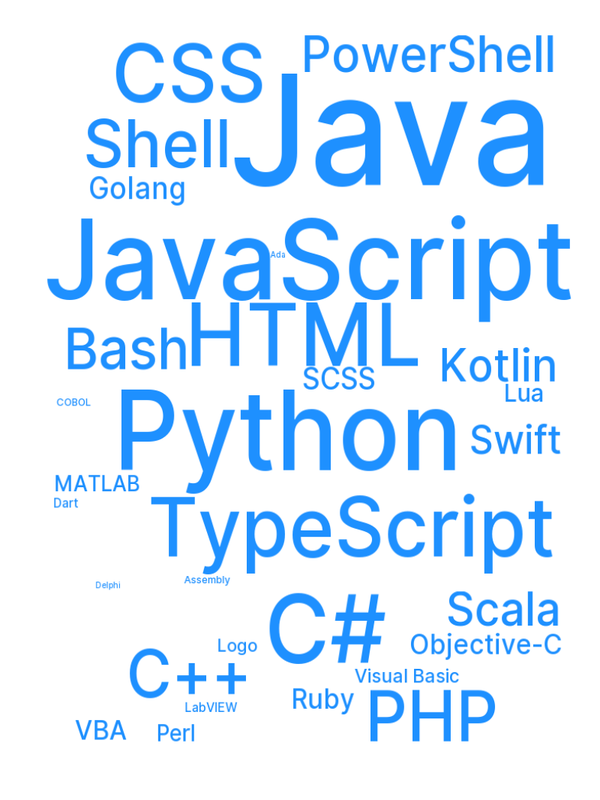 PowerShell
CSS
Java
Shell
Golang
JavaScript
Ada
HTML
Bash
Kotlin
SCSS
Lua
COBOL
Python
Swift
MATLAB
Dart
TypeScript
Assembly
Delphi
C#
Scala
Objective-C
Logo
C++
Visual Basic
Ruby
LabVIEW
PHP
VBA
Perl